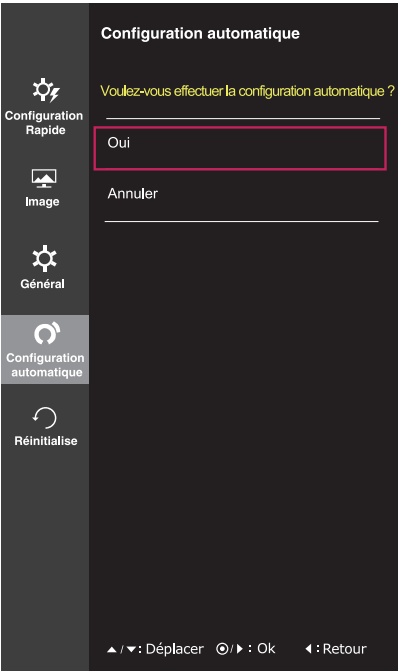 Configuration automatique
Voulez-vous effectuer la configuration automatique ?
Oui
Annuler
Configuration
Rapide
Image
Général
Configuration
automatique
Réinitialise
▲/▼: Déplacer ⦿/▶ : Ok ◀ : Retour